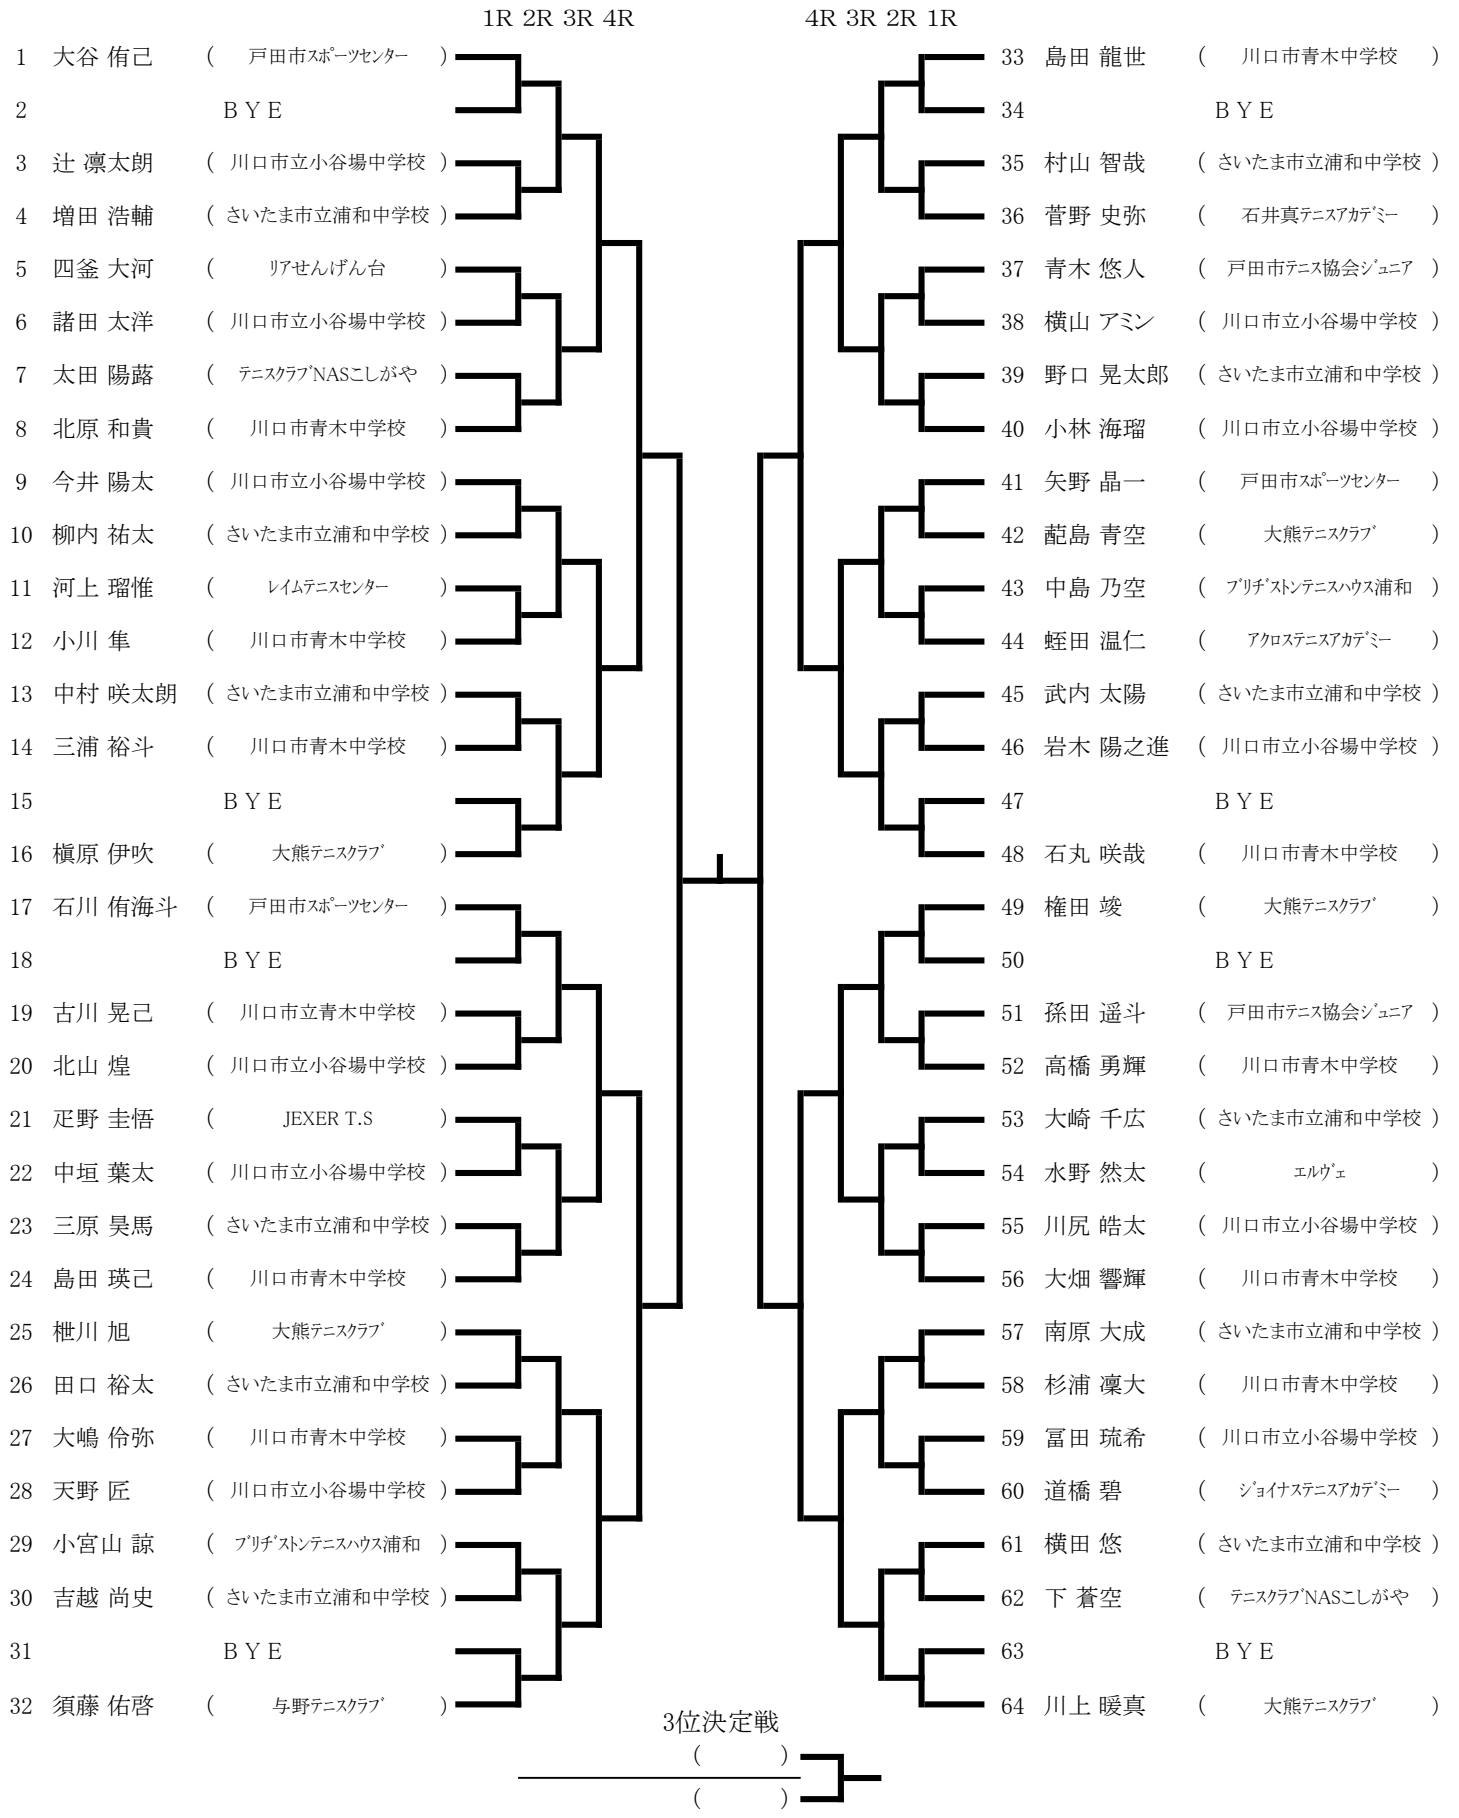 1R 2R 3R 4R
4R 3R 2R 1R
1 大谷 侑己 ( 戸田市ｽﾎﾟｰﾂｾﾝﾀｰ )
2 ＢＹＥ
3 辻 凛太朗 ( 川口市立小谷場中学校 )
4 増田 浩輔 ( さいたま市立浦和中学校 )
5 四釜 大河 ( ﾘｱせんげん台 )
6 諸田 太洋 ( 川口市立小谷場中学校 )
7 太田 陽蕗 ( ﾃﾆｽｸﾗﾌﾞNASこしがや )
8 北原 和貴 ( 川口市青木中学校 )
9 今井 陽太 ( 川口市立小谷場中学校 )
10 柳内 祐太 ( さいたま市立浦和中学校 )
11 河上 瑠惟 ( ﾚｲﾑﾃﾆｽｾﾝﾀｰ )
12 小川 隼 ( 川口市青木中学校 )
13 中村 咲太朗 ( さいたま市立浦和中学校 )
14 三浦 裕斗 ( 川口市青木中学校 )
15 ＢＹＥ
16 槇原 伊吹 ( 大熊ﾃﾆｽｸﾗﾌﾞ )
17 石川 侑海斗 ( 戸田市ｽﾎﾟｰﾂｾﾝﾀｰ )
18 ＢＹＥ
19 古川 晃己 ( 川口市立青木中学校 )
20 北山 煌 ( 川口市立小谷場中学校 )
21 疋野 圭悟 ( JEXER T.S )
22 中垣 葉太 ( 川口市立小谷場中学校 )
23 三原 昊馬 ( さいたま市立浦和中学校 )
24 島田 瑛己 ( 川口市青木中学校 )
25 枻川 旭 ( 大熊ﾃﾆｽｸﾗﾌﾞ )
26 田口 裕太 ( さいたま市立浦和中学校 )
27 大嶋 伶弥 ( 川口市青木中学校 )
28 天野 匠 ( 川口市立小谷場中学校 )
29 小宮山 諒 ( ﾌﾞﾘﾁﾞｽﾄﾝﾃﾆｽﾊｳｽ浦和 )
30 吉越 尚史 ( さいたま市立浦和中学校 )
31 ＢＹＥ
32 須藤 佑啓 ( 与野ﾃﾆｽｸﾗﾌﾞ )
33 島田 龍世 ( 川口市青木中学校 )
34 ＢＹＥ
35 村山 智哉 ( さいたま市立浦和中学校 )
36 菅野 史弥 ( 石井真ﾃﾆｽｱｶﾃﾞﾐｰ )
37 青木 悠人 ( 戸田市ﾃﾆｽ協会ｼﾞｭﾆｱ )
38 横山 アミン ( 川口市立小谷場中学校 )
39 野口 晃太郎 ( さいたま市立浦和中学校 )
40 小林 海瑠 ( 川口市立小谷場中学校 )
41 矢野 晶一 ( 戸田市ｽﾎﾟｰﾂｾﾝﾀｰ )
42 蓜島 青空 ( 大熊ﾃﾆｽｸﾗﾌﾞ )
43 中島 乃空 ( ﾌﾞﾘﾁﾞｽﾄﾝﾃﾆｽﾊｳｽ浦和 )
44 蛭田 温仁 ( ｱｸﾛｽﾃﾆｽｱｶﾃﾞﾐｰ )
45 武内 太陽 ( さいたま市立浦和中学校 )
46 岩木 陽之進 ( 川口市立小谷場中学校 )
47 ＢＹＥ
48 石丸 咲哉 ( 川口市青木中学校 )
49 権田 竣 ( 大熊ﾃﾆｽｸﾗﾌﾞ )
50 ＢＹＥ
51 孫田 遥斗 ( 戸田市ﾃﾆｽ協会ｼﾞｭﾆｱ )
52 高橋 勇輝 ( 川口市青木中学校 )
53 大崎 千広 ( さいたま市立浦和中学校 )
54 水野 然太 ( ｴﾙｳﾞｪ )
55 川尻 皓太 ( 川口市立小谷場中学校 )
56 大畑 響輝 ( 川口市青木中学校 )
57 南原 大成 ( さいたま市立浦和中学校 )
58 杉浦 凜大 ( 川口市青木中学校 )
59 冨田 琉希 ( 川口市立小谷場中学校 )
60 道橋 碧 ( ｼﾞｮｲﾅｽﾃﾆｽｱｶﾃﾞﾐｰ )
61 横田 悠 ( さいたま市立浦和中学校 )
62 下 蒼空 ( ﾃﾆｽｸﾗﾌﾞNASこしがや )
63 ＢＹＥ
64 川上 暖真 ( 大熊ﾃﾆｽｸﾗﾌﾞ )
3位決定戦
( )
( )